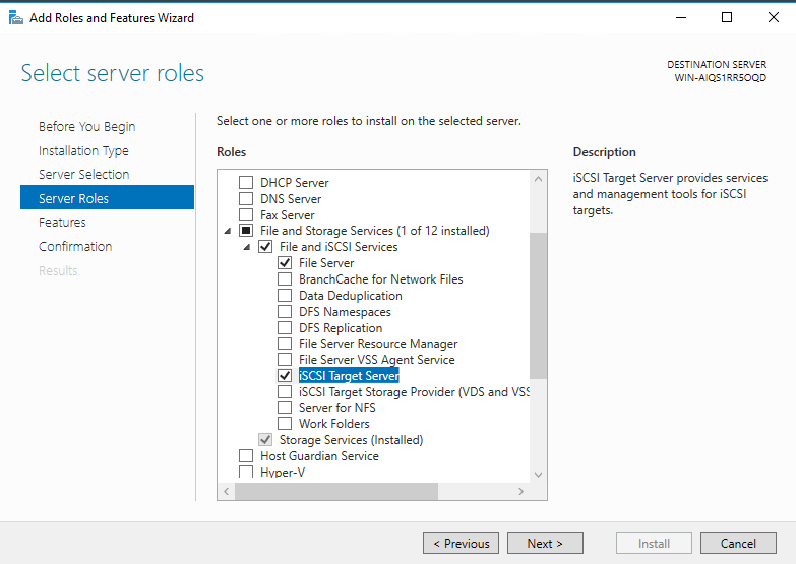 Add Roles and Features Wizard
Select server roles
DESTINATION SERVER
WIN-AIQS1RR5OQD
Before You Begin
Installation Type
Server Selection
Server Roles
Features
Confirmation
Results
Select one or more roles to install on the selected server.
Roles
DHCP Server
DNS Server
Fax Server
File and Storage Services (1 of 12 installed)
File and iSCSI Services
File Server
BranchCache for Network Files
Data Deduplication
DFS Namespaces
DFS Replication
File Server Resource Manager
File Server VSS Agent Service
iSCSI Target Server
iSCSI Target Storage Provider (VDS and VSS
Server for NFS
Work Folders
Storage Services (Installed)
Host Guardian Service
Hyper-V
Description
iSCSI Target Server provides services
and management tools for iSCSI
targets.
< Previous
Next >
Install
Cancel